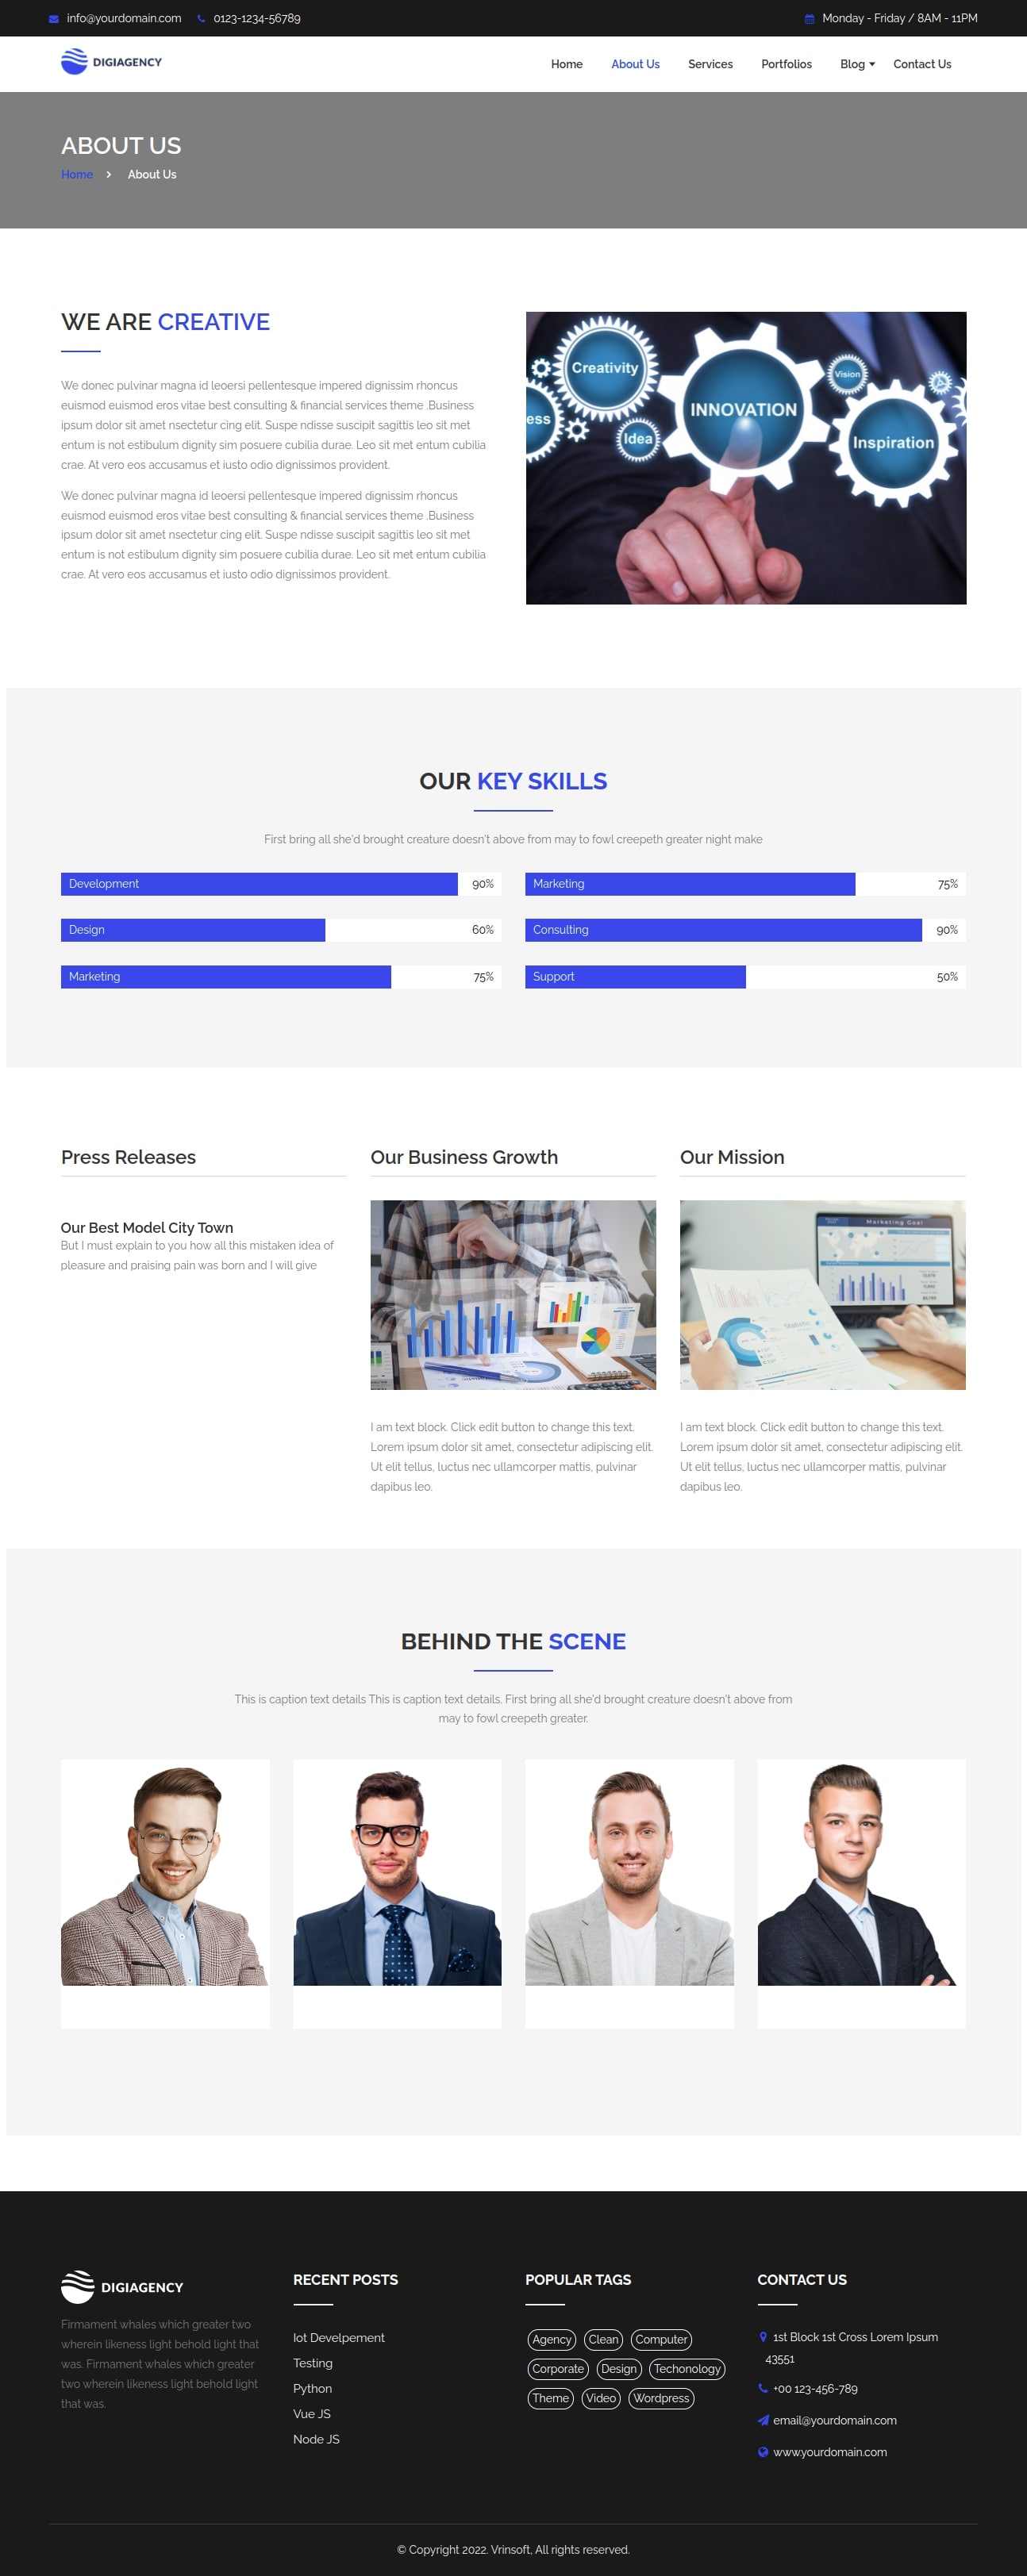 info@yourdomain.com 0123-1234-56789 Monday - Friday / 8AM - 11PM
DIGIAGENCY Home About Us Services Portfolios Blog Contact Us
ABOUT US
Home > About Us
WE ARE CREATIVE
We donec pulvinar magna id leoersi pellentesque impered dignissim rhoncus
euismod euismod eros vitae best consulting & financial services theme .Business
ipsum dolor sit amet nsectetur cing elit. Suspe ndisse suscipit sagittis leo sit met
entum is not estibulum dignity sim posuere cubilia durae. Leo sit met entum cubilia
crae. At vero eos accusamus et iusto odio dignissimos provident.
We donec pulvinar magna id leoersi pellentesque impered dignissim rhoncus
euismod euismod eros vitae best consulting & financial services theme .Business
ipsum dolor sit amet nsectetur cing elit. Suspe ndisse suscipit sagittis leo sit met
entum is not estibulum dignity sim posuere cubilia durae. Leo sit met entum cubilia
crae. At vero eos accusamus et iusto odio dignissimos provident.
Creativity
Vision
INNOVATION
ess
Idea
Inspiration
OUR KEY SKILLS
First bring all she'd brought creature doesn't above from may to fowl creepeth greater night make
Development 90%
Marketing 75%
Design 60%
Consulting 90%
Marketing 75%
Support 50%
Press Releases
Our Best Model City Town
But I must explain to you how all this mistaken idea of
pleasure and praising pain was born and I will give
Our Business Growth
I am text block. Click edit button to change this text.
Lorem ipsum dolor sit amet, consectetur adipiscing elit.
Ut elit tellus, luctus nec ullamcorper mattis, pulvinar
dapibus leo.
Our Mission
Marketing Goal
Statistic
I am text block. Click edit button to change this text.
Lorem ipsum dolor sit amet, consectetur adipiscing elit.
Ut elit tellus, luctus nec ullamcorper mattis, pulvinar
dapibus leo.
BEHIND THE SCENE
This is caption text details This is caption text details. First bring all she'd brought creature doesn't above from
may to fowl creepeth greater.
DIGIAGENCY
Firmament whales which greater two
wherein likeness light behold light that
was. Firmament whales which greater
two wherein likeness light behold light
that was.
RECENT POSTS
Iot Develpement
Testing
Python
Vue JS
Node JS
POPULAR TAGS
Agency Clean Computer
Corporate Design Techonology
Theme Video Wordpress
CONTACT US
1st Block 1st Cross Lorem Ipsum
43551
+00 123-456-789
email@yourdomain.com
www.yourdomain.com
© Copyright 2022. Vrinsoft, All rights reserved.